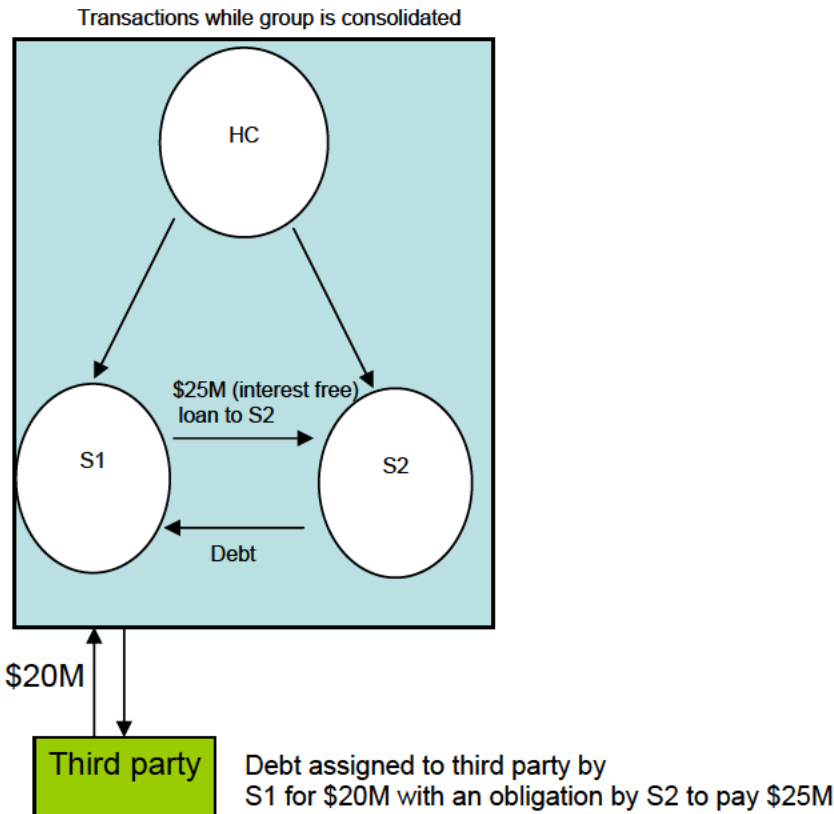 Transactions while group is consolidated
HC
$25M (interest free)
loan to S2
S1
S2
Debt
$20M
Third party
Debt assigned to third party by
S1 for $20M with an obligation by S2 to pay $25M